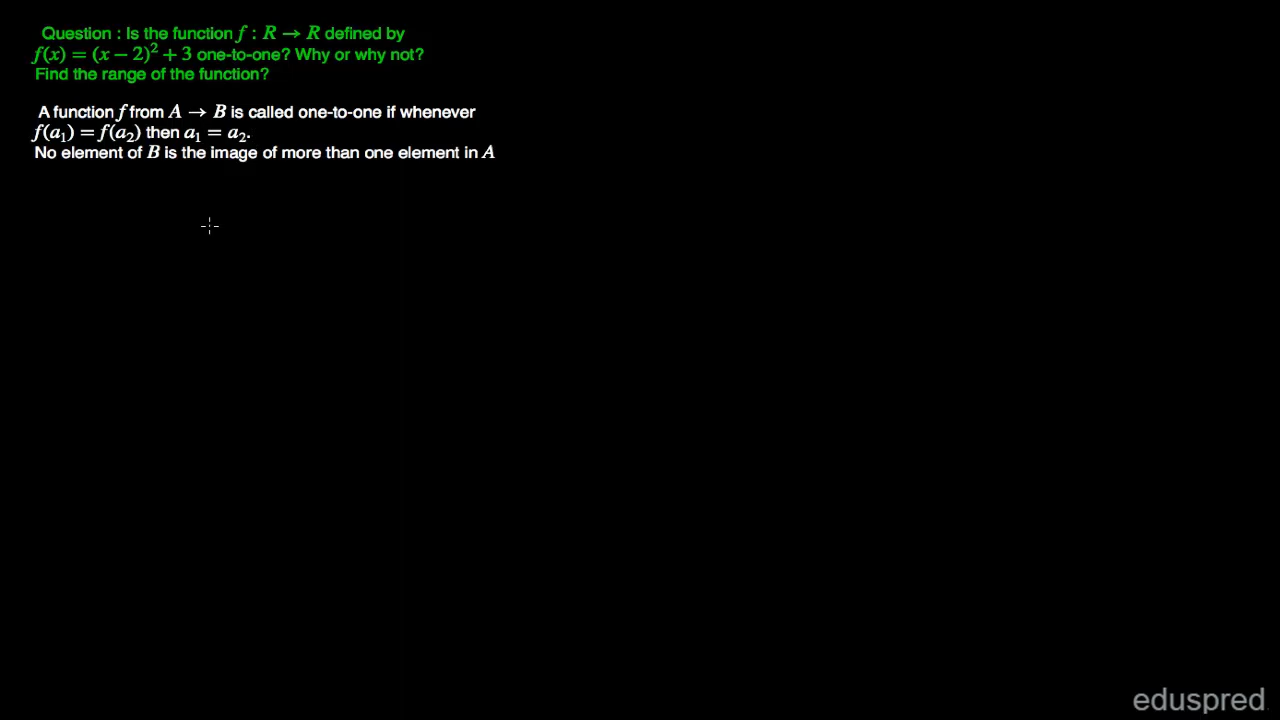 Question : Is the function f : R → R defined by
f(x) = (x − 2)² + 3 one-to-one? Why or why not?
Find the range of the function?
A function f from A → B is called one-to-one if whenever
f(a₁) = f(a₂) then a₁ = a₂.
No element of B is the image of more than one element in A
eduspred